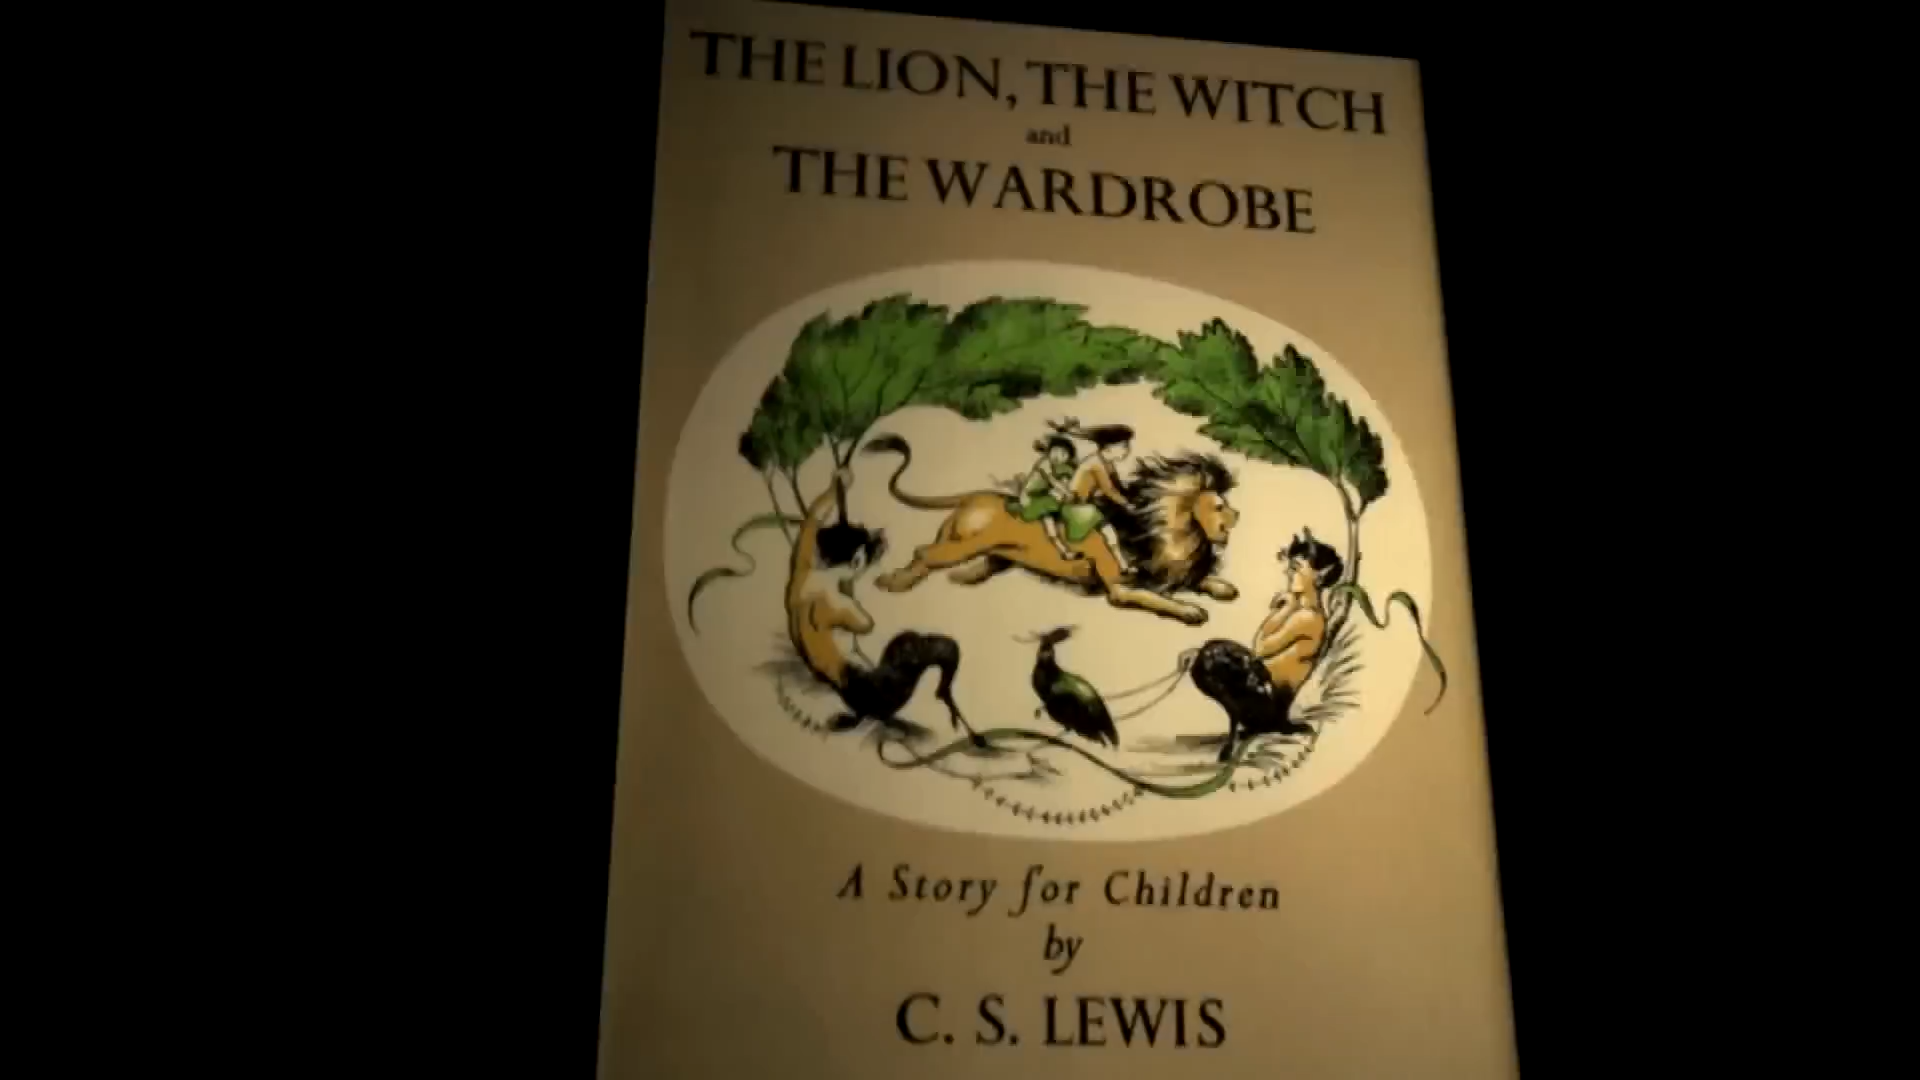 THE LION, THE WITCH
and
THE WARDROBE
A Story for Children
by
C. S. LEWIS